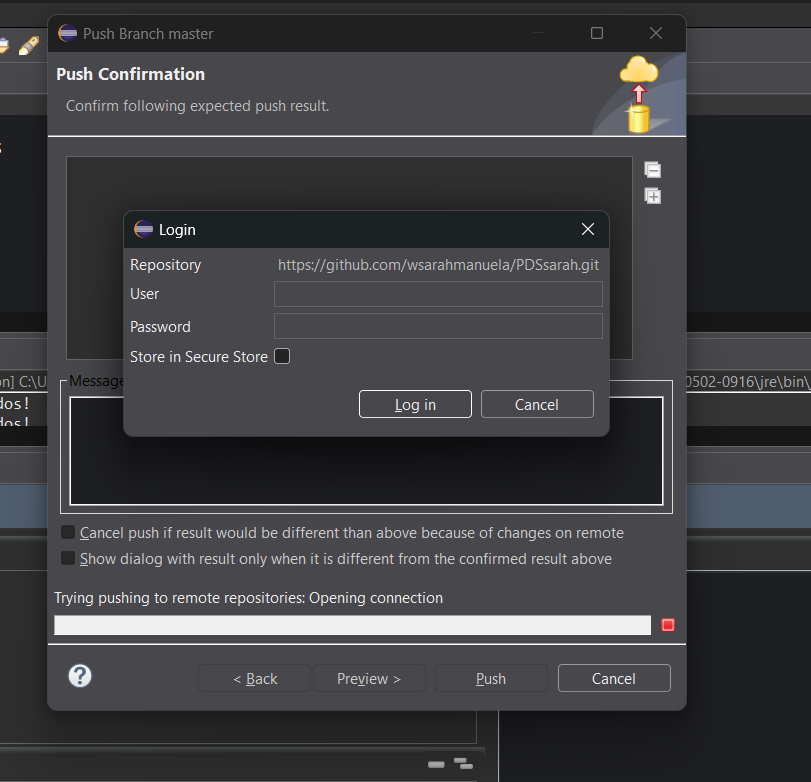 Push Branch master
Push Confirmation
Confirm following expected push result.
Login
Repository https://github.com/wsarahmanuela/PDSsarah.git
User
Password
Store in Secure Store
Log in Cancel
on] C:\U 0502-0916\jre\bin\
dos!
dos!
Message
Cancel push if result would be different than above because of changes on remote
Show dialog with result only when it is different from the confirmed result above
Trying pushing to remote repositories: Opening connection
? < Back Preview > Push Cancel